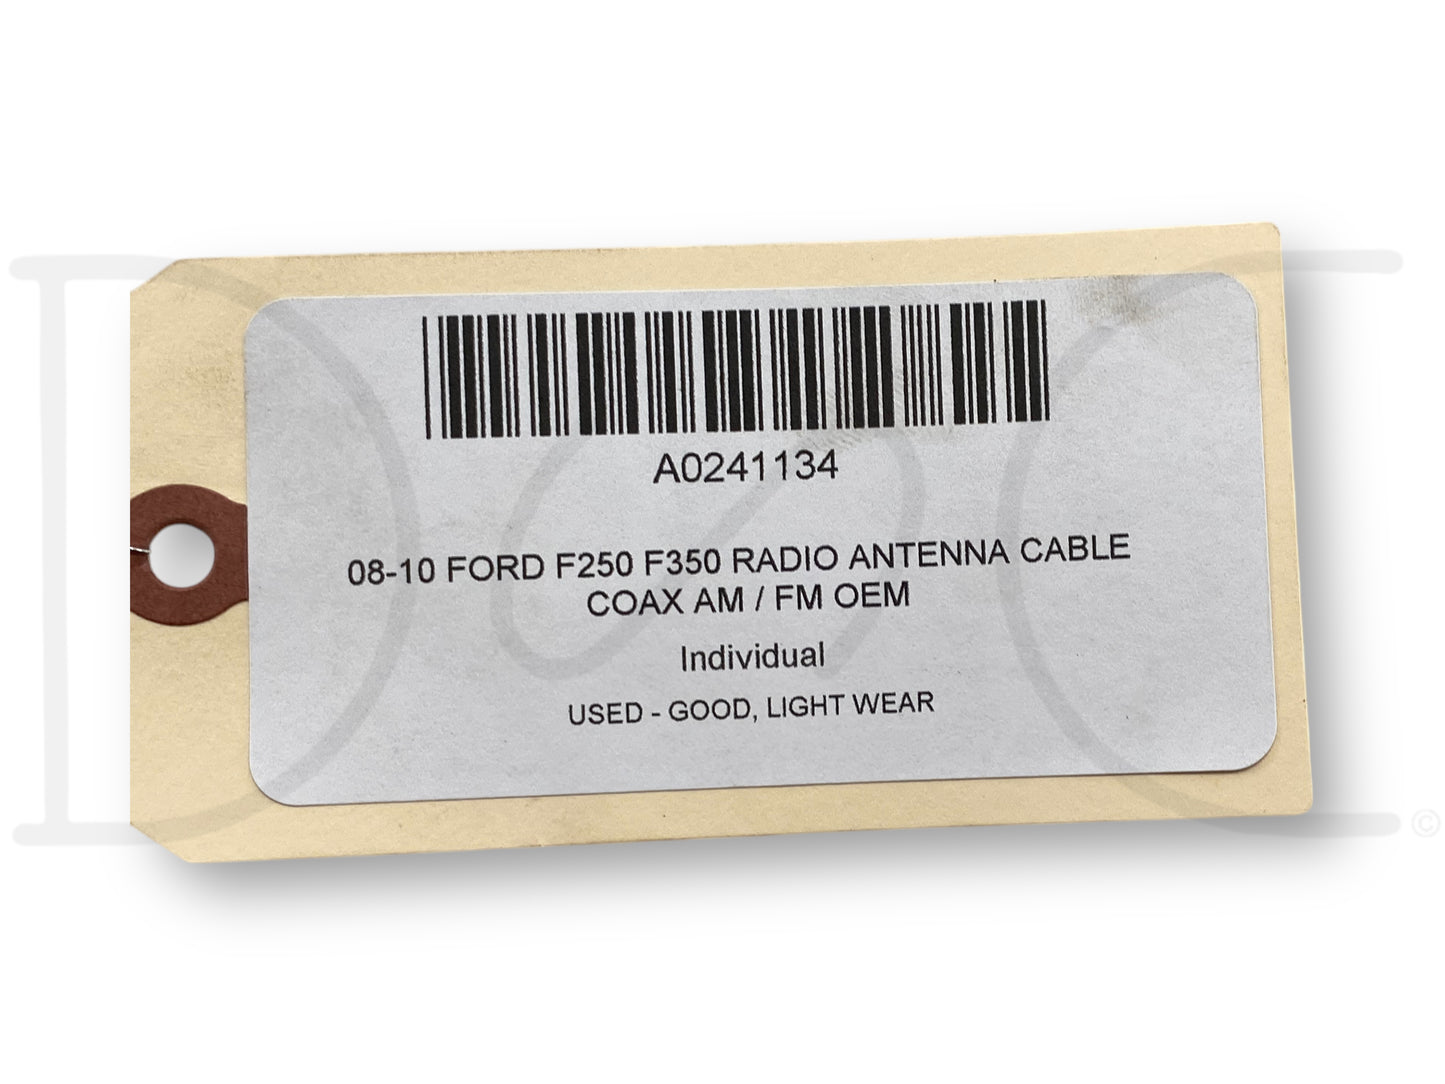 A0241134
08-10 FORD F250 F350 RADIO ANTENNA CABLE
COAX AM / FM OEM
Individual
USED - GOOD, LIGHT WEAR
©